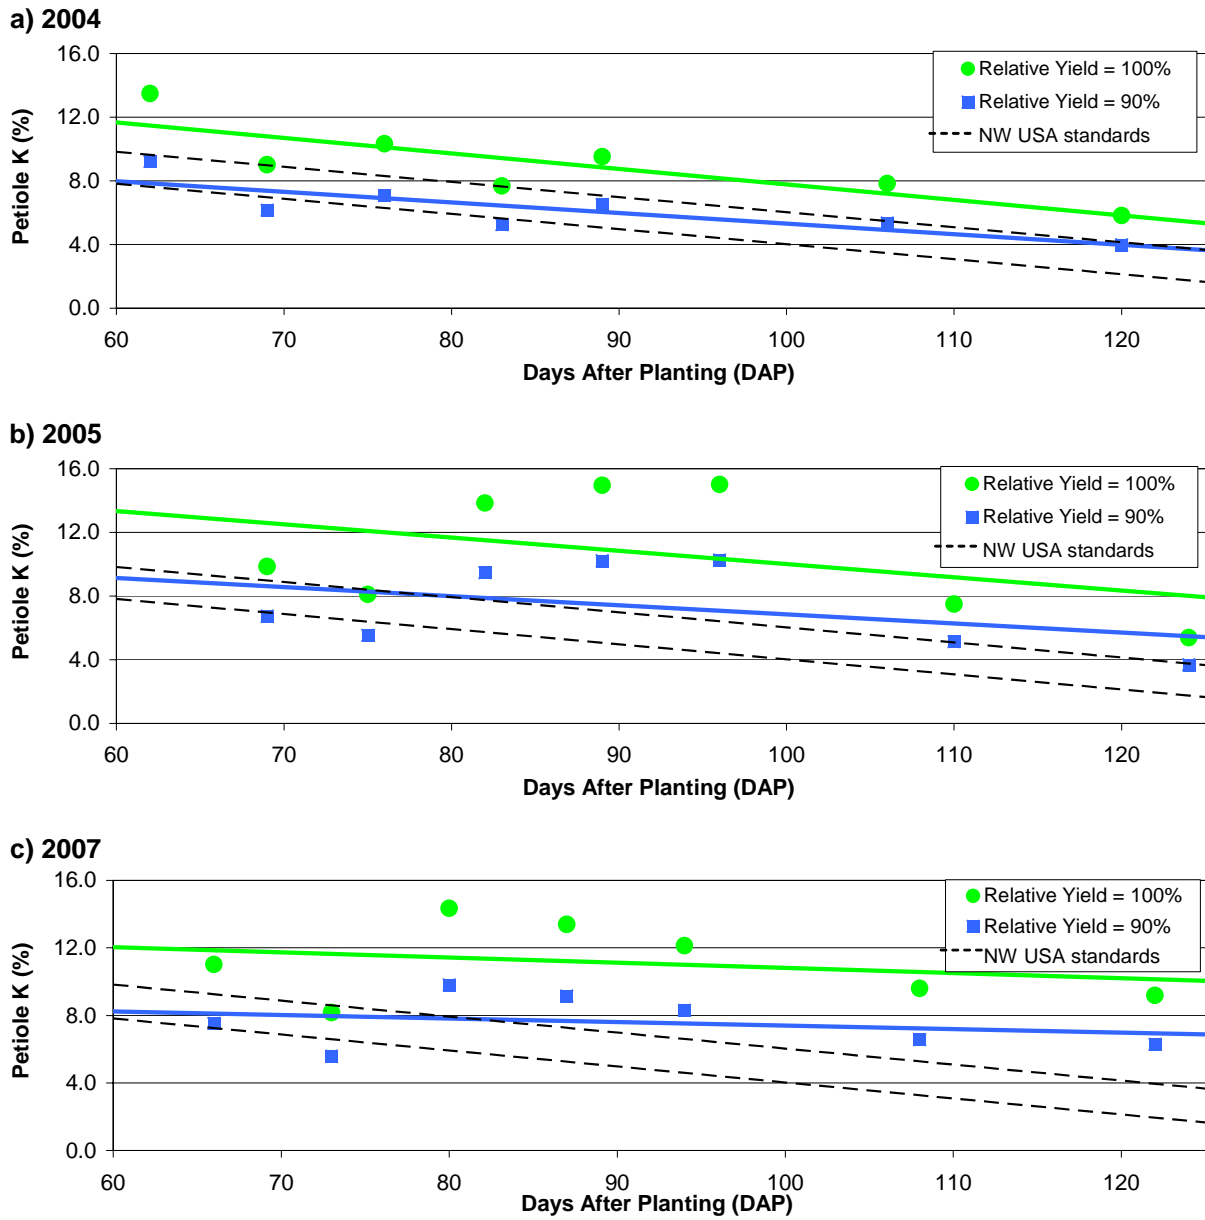 a) 2004
16.0
12.0
8.0
4.0
0.0
Petiole K (%)
Relative Yield = 100%
Relative Yield = 90%
NW USA standards
60 70 80 90 100 110 120
Days After Planting (DAP)
b) 2005
16.0
12.0
8.0
4.0
0.0
Petiole K (%)
Relative Yield = 100%
Relative Yield = 90%
NW USA standards
60 70 80 90 100 110 120
Days After Planting (DAP)
c) 2007
16.0
12.0
8.0
4.0
0.0
Petiole K (%)
Relative Yield = 100%
Relative Yield = 90%
NW USA standards
60 70 80 90 100 110 120
Days After Planting (DAP)